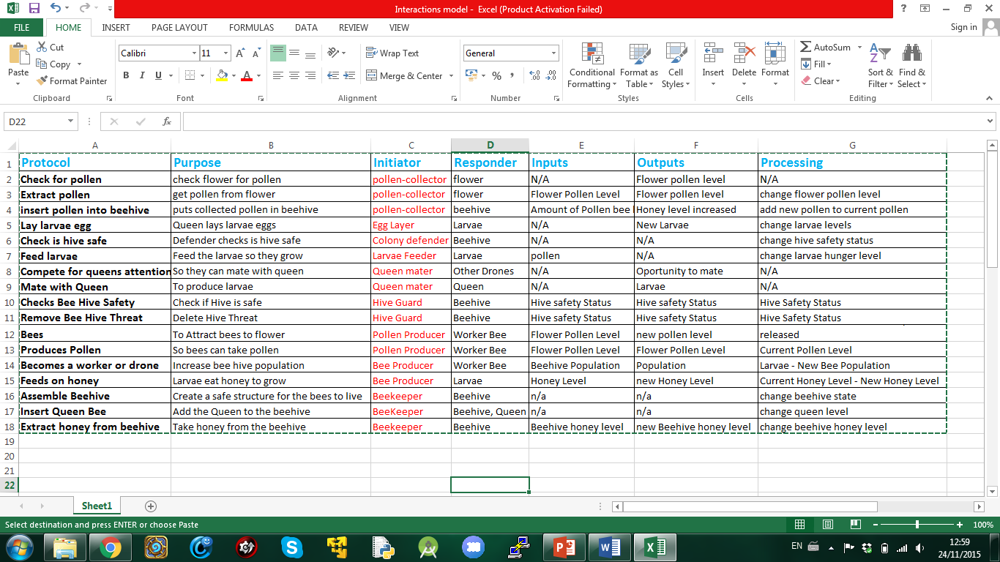 Interactions model - Excel (Product Activation Failed)
FILE HOME INSERT PAGE LAYOUT FORMULAS DATA REVIEW VIEW Sign in
Cut
Copy
Format Painter
Paste
Calibri 11
B I U
Wrap Text
Merge & Center
General
Conditional Formatting
Format as Table
Cell Styles
Insert Delete Format
AutoSum
Fill
Clear
Sort & Filter
Find & Select
Clipboard Font Alignment Number Styles Cells Editing
D22 fx
A B C D E F G
1 Protocol Purpose Initiator Responder Inputs Outputs Processing
2 Check for pollen check flower for pollen pollen-collector flower N/A Flower pollen level N/A
3 Extract pollen get pollen from flower pollen-collector flower Flower Pollen Level Flower pollen level change flower pollen level
4 insert pollen into beehive puts collected pollen in beehive pollen-collector beehive Amount of Pollen bee Honey level increased add new pollen to current pollen
5 Lay larvae egg Queen lays larvae eggs Egg Layer Larvae N/A New Larvae change larvae levels
6 Check is hive safe Defender checks is hive safe Colony defender Beehive N/A N/A change hive safety status
7 Feed larvae Feed the larvae so they grow Larvae Feeder Larvae pollen N/A change larvae hunger level
8 Compete for queens attention So they can mate with queen Queen mater Other Drones N/A Oportunity to mate N/A
9 Mate with Queen To produce larvae Queen mater Queen N/A Larvae N/A
10 Checks Bee Hive Safety Check if Hive is safe Hive Guard Beehive Hive safety Status Hive safety Status Hive Safety Status
11 Remove Bee Hive Threat Delete Hive Threat Hive Guard Beehive Hive safety Status Hive safety Status Hive Safety Status
12 Bees To Attract bees to flower Pollen Producer Worker Bee Flower Pollen Level new pollen level released
13 Produces Pollen So bees can take pollen Pollen Producer Worker Bee Flower Pollen Level Flower Pollen Level Current Pollen Level
14 Becomes a worker or drone Increase bee hive population Bee Producer Worker Bee Beehive Population Population Larvae - New Bee Population
15 Feeds on honey Larvae eat honey to grow Bee Producer Larvae Honey Level new Honey Level Current Honey Level - New Honey Level
16 Assemble Beehive Create a safe structure for the bees to live Beekeeper Beehive n/a n/a change beehive state
17 Insert Queen Bee Add the Queen to the beehive BeeKeeper Beehive, Queen n/a n/a change queen level
18 Extract honey from beehive Take honey from the beehive Beekeeper Beehive Beehive honey level new Beehive honey level change beehive honey level
19
20
21
22
Sheet1
Select destination and press ENTER or choose Paste 100%
EN
12:59
24/11/2015